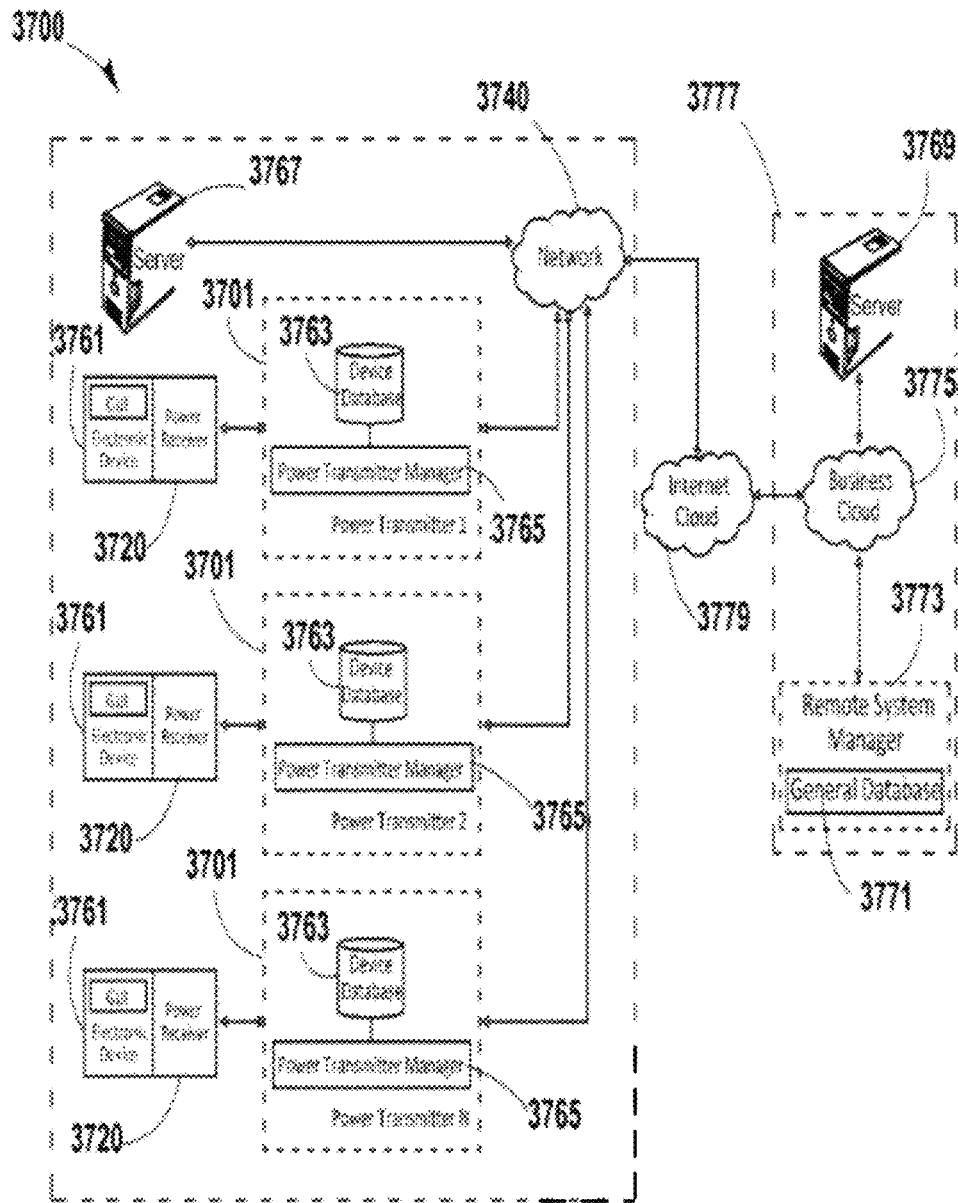 3700
3740
3777
3767
3769
Server
Network
Server
3701
3763
3761
Device
Database
3775
GUI
Electronic
Device
Power
Receiver
Power Transmitter Manager
Internet
Cloud
Business
Cloud
Power Transmitter 1
3765
3720
3701
3779
3773
3761
3763
Device
Database
GUI
Electronic
Device
Power
Receiver
Remote System
Manager
Power Transmitter Manager
General Database
Power Transmitter 2
3765
3720
3701
3771
3761
3763
Device
Database
GUI
Electronic
Device
Power
Receiver
Power Transmitter Manager
Power Transmitter N
3765
3720